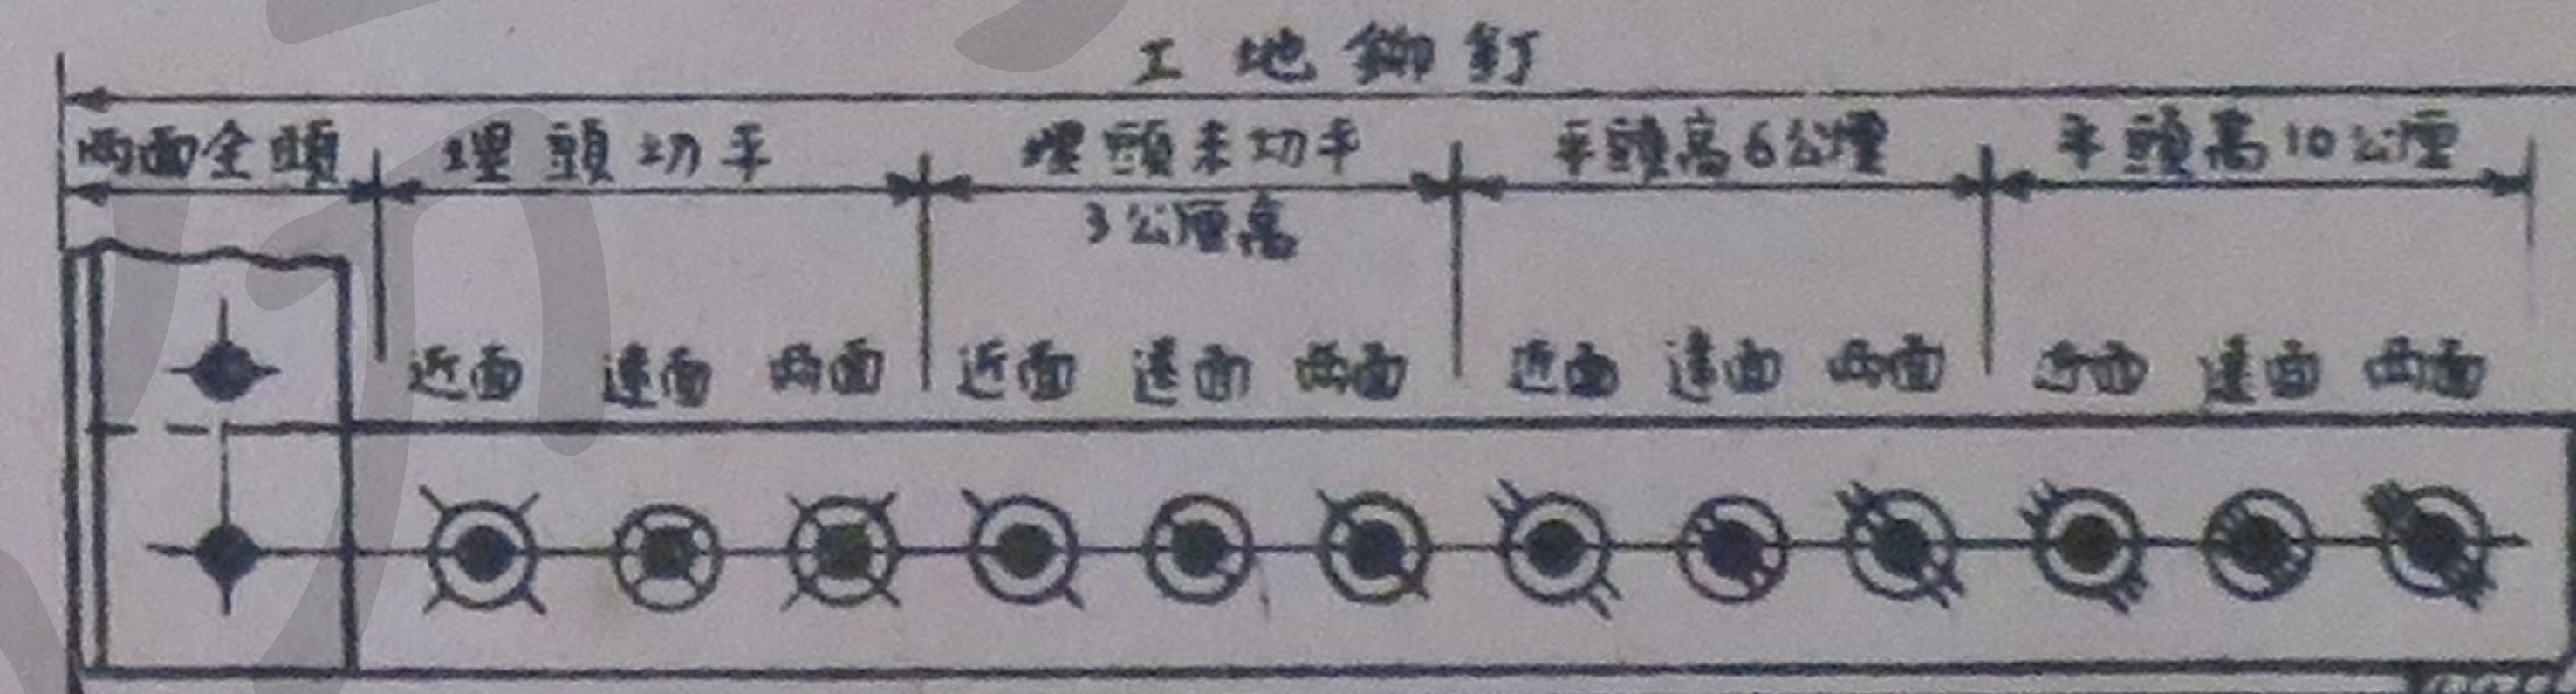 工地鉚釘
兩面全頭 埋頭切平 埋頭未切平 平頭高6公厘 平頭高10公厘
3公厘高
近面 遠面 兩面 近面 遠面 兩面 近面 遠面 兩面 近面 遠面 兩面